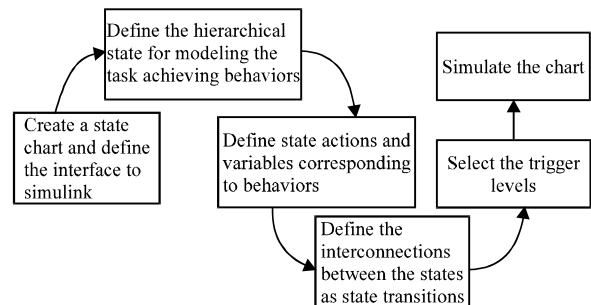 Define the hierarchical
state for modeling the
task achieving behaviors
Simulate the chart
Create a state
chart and define
the interface to
simulink
Define state actions and
variables corresponding
to behaviors
Select the trigger
levels
Define the
interconnections
between the states
as state transitions